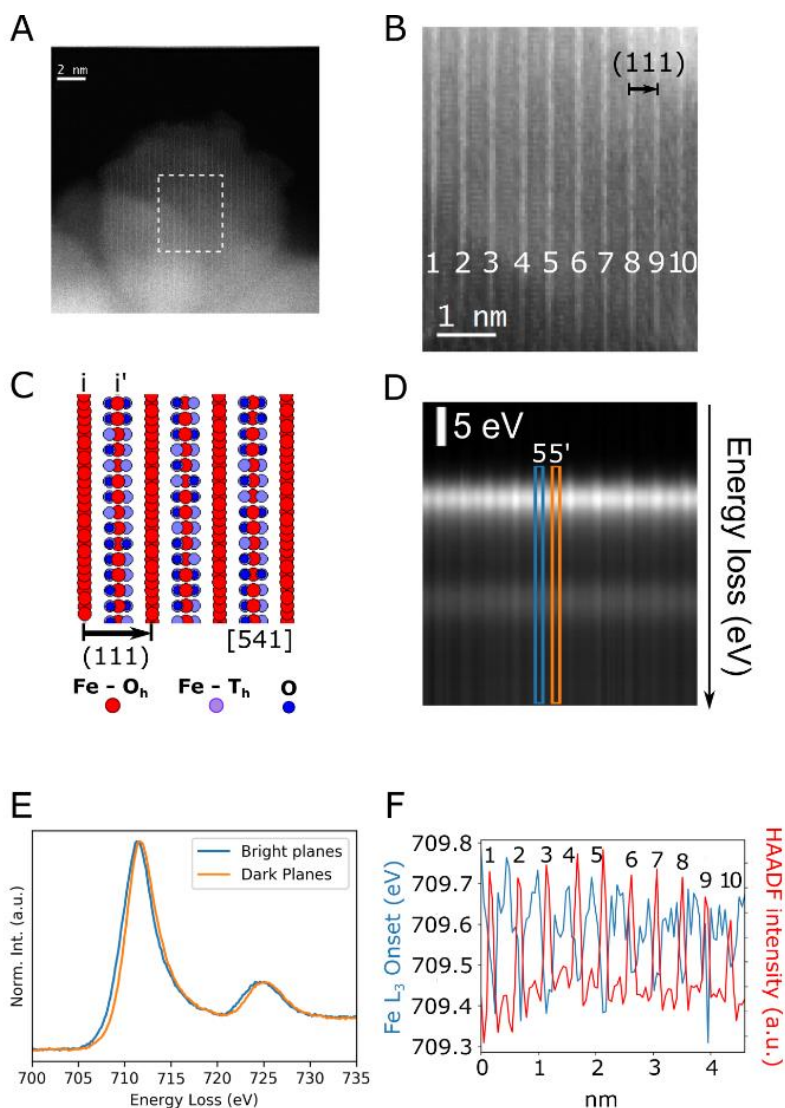 A
2 nm
B
(111)
1 2 3 4 5 6 7 8 9 10
1 nm
C
i i'
(111)
[541]
Fe – Oh Fe – Th O
D
5 eV
55'
Energy loss (eV)
E
Norm. Int. (a.u.)
Bright planes
Dark Planes
700 705 710 715 720 725 730 735
Energy Loss (eV)
F
Fe L3 Onset (eV)
709.8
709.7
709.6
709.5
709.4
709.3
1 2 3 4 5 6 7 8 9 10
0 1 2 3 4
nm
HAADF intensity (a.u.)